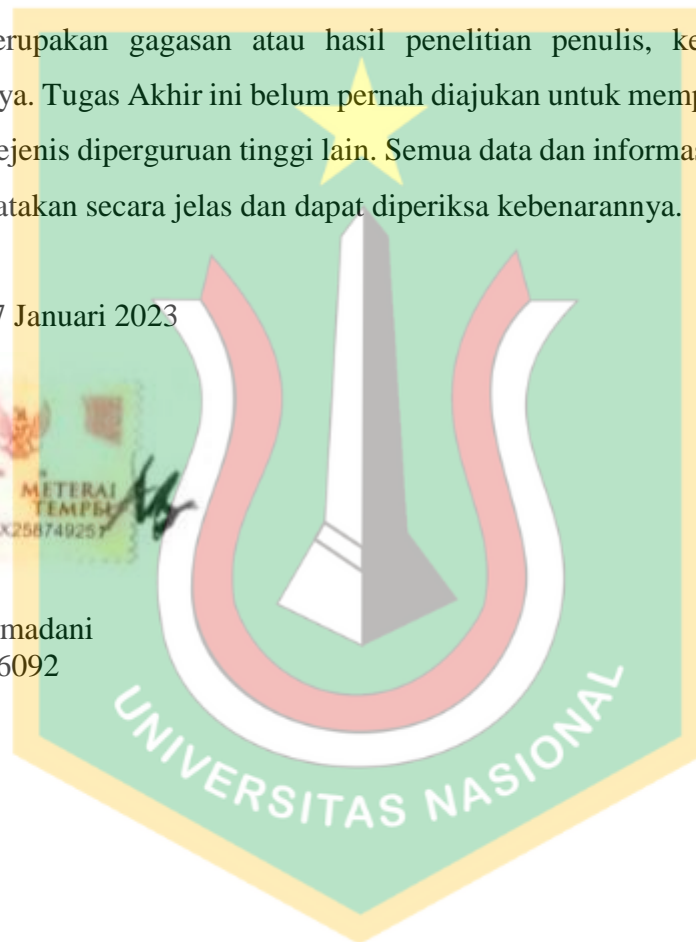 erupakan gagasan atau hasil penelitian penulis, ke
ya. Tugas Akhir ini belum pernah diajukan untuk memp
ejenis diperguruan tinggi lain. Semua data dan informas
atakan secara jelas dan dapat diperiksa kebenarannya.
7 Januari 2023
METERAI
TEMPEL
X258749251
madani
6092
UNIVERSITAS NASIONAL